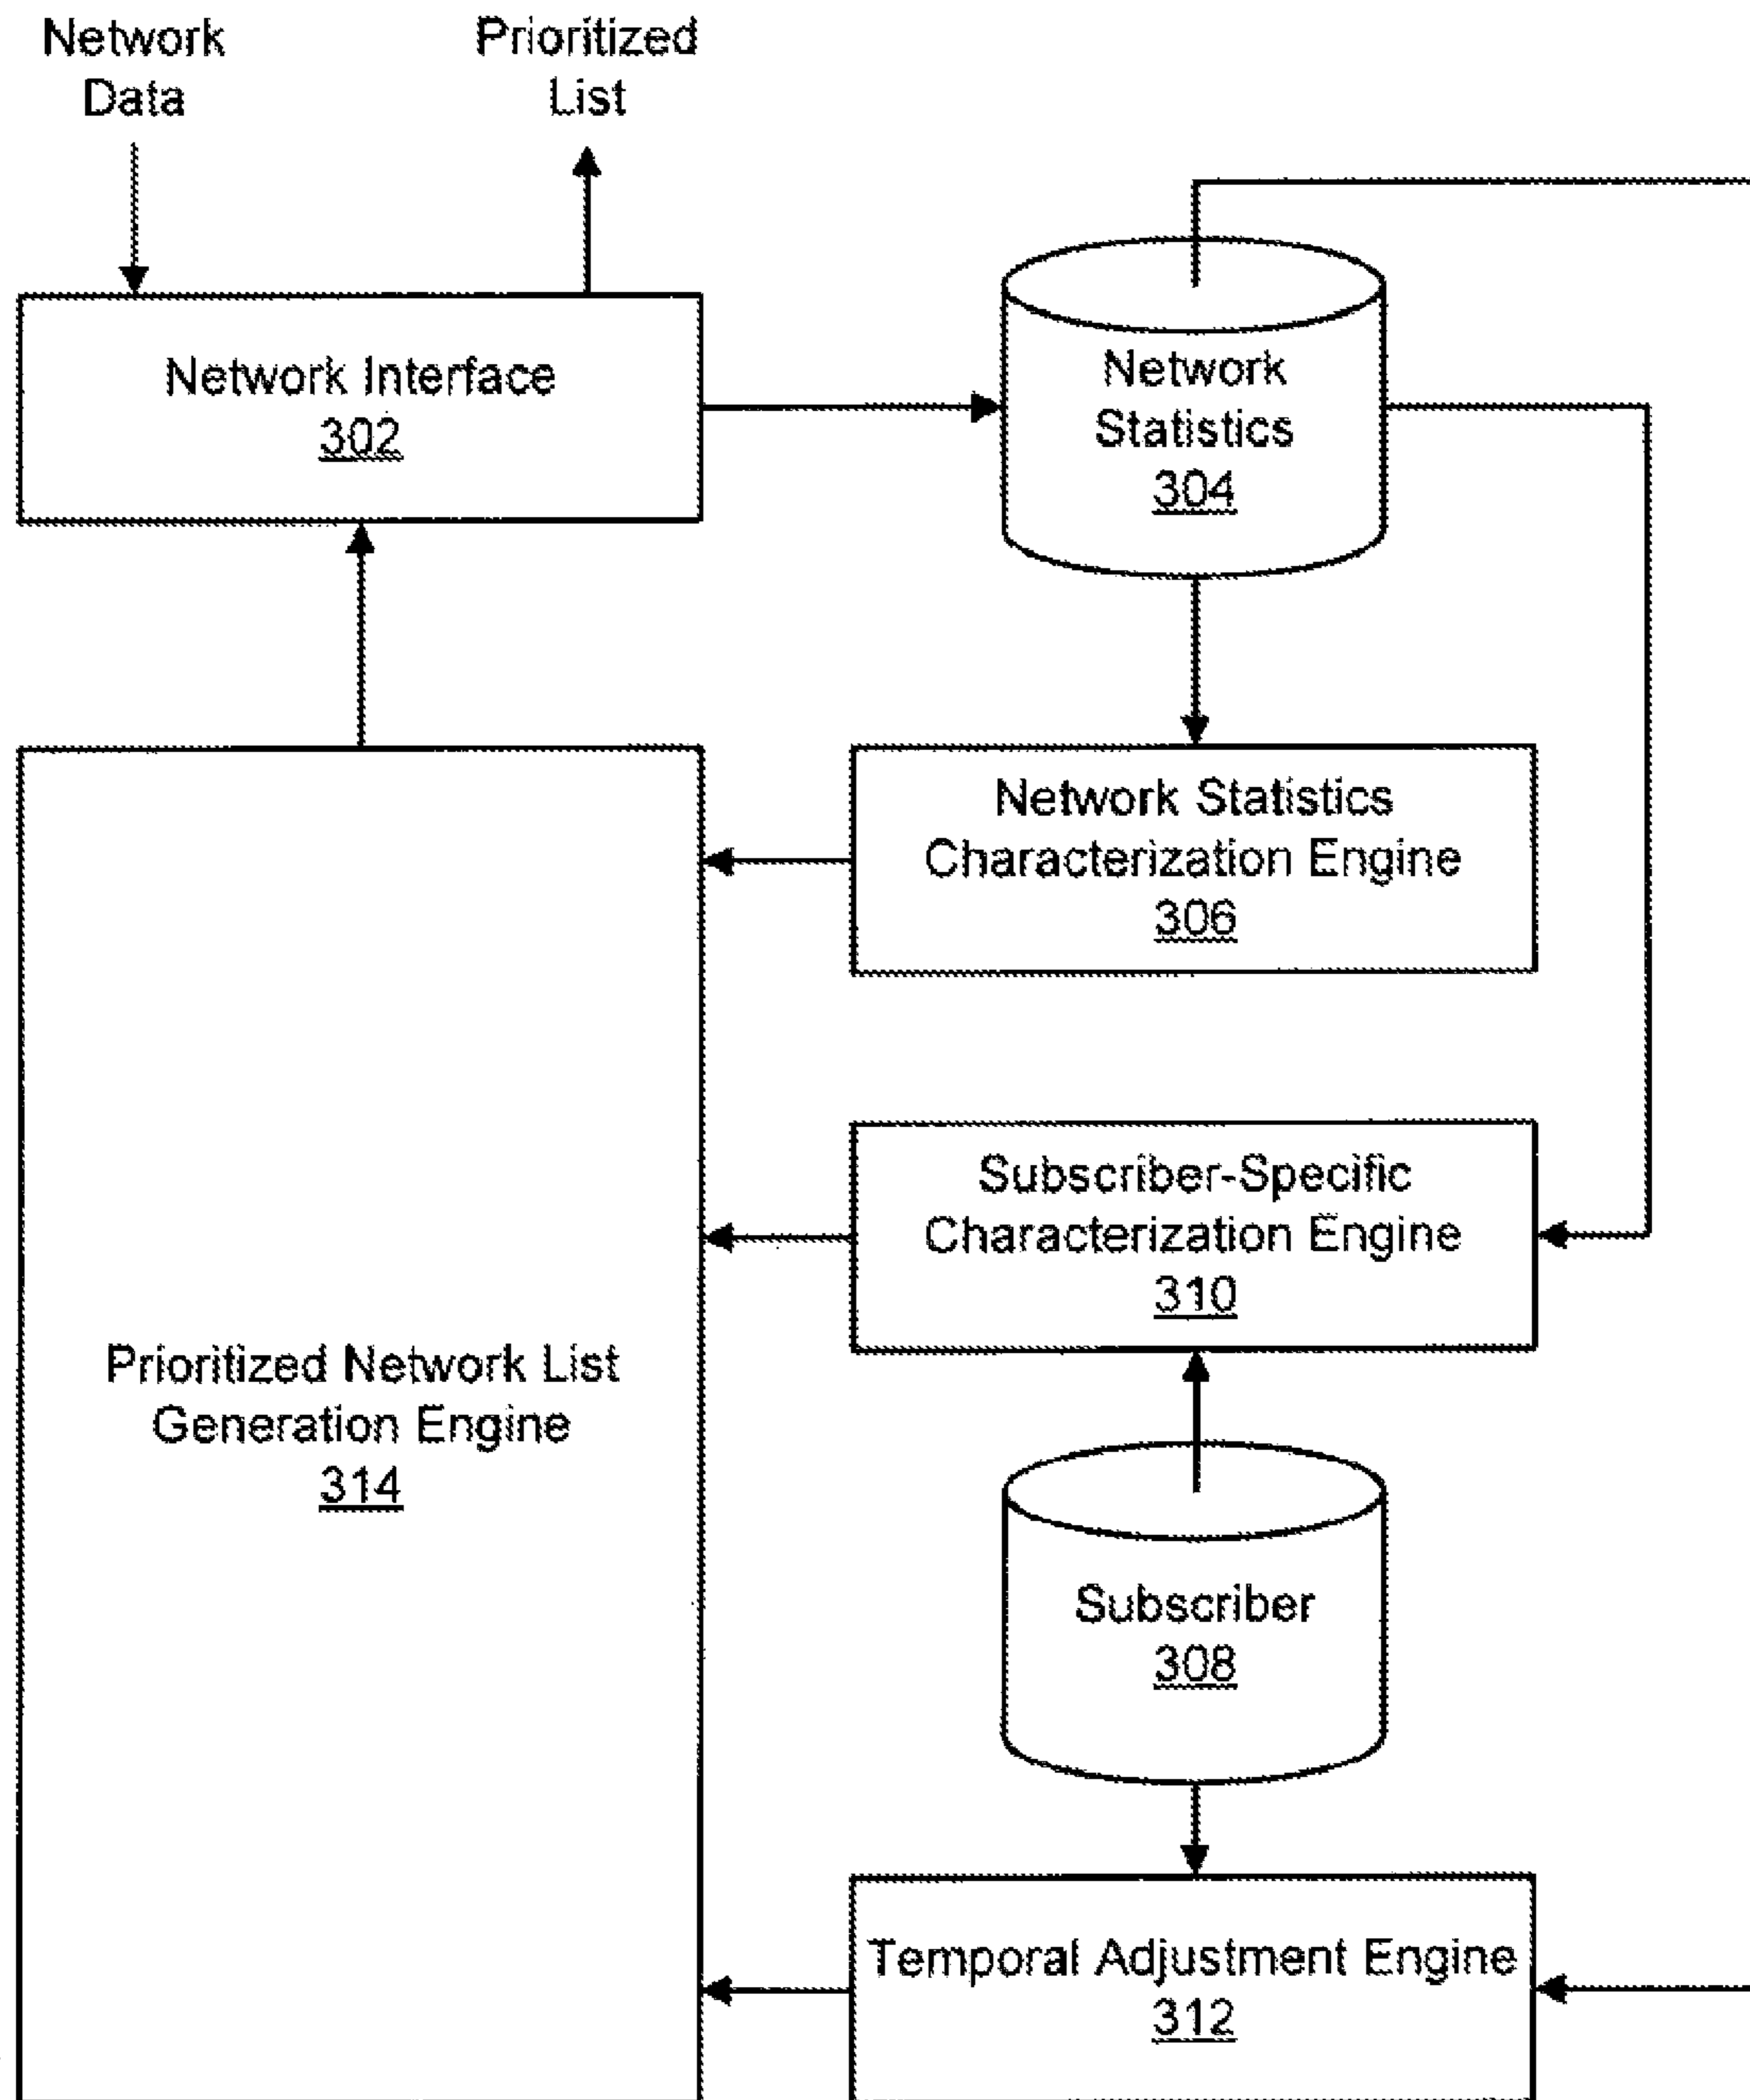 Network
Data
Prioritized
List
Network Interface
302
Network
Statistics
304
Network Statistics
Characterization Engine
306
Subscriber-Specific
Characterization Engine
310
Prioritized Network List
Generation Engine
314
Subscriber
308
Temporal Adjustment Engine
312